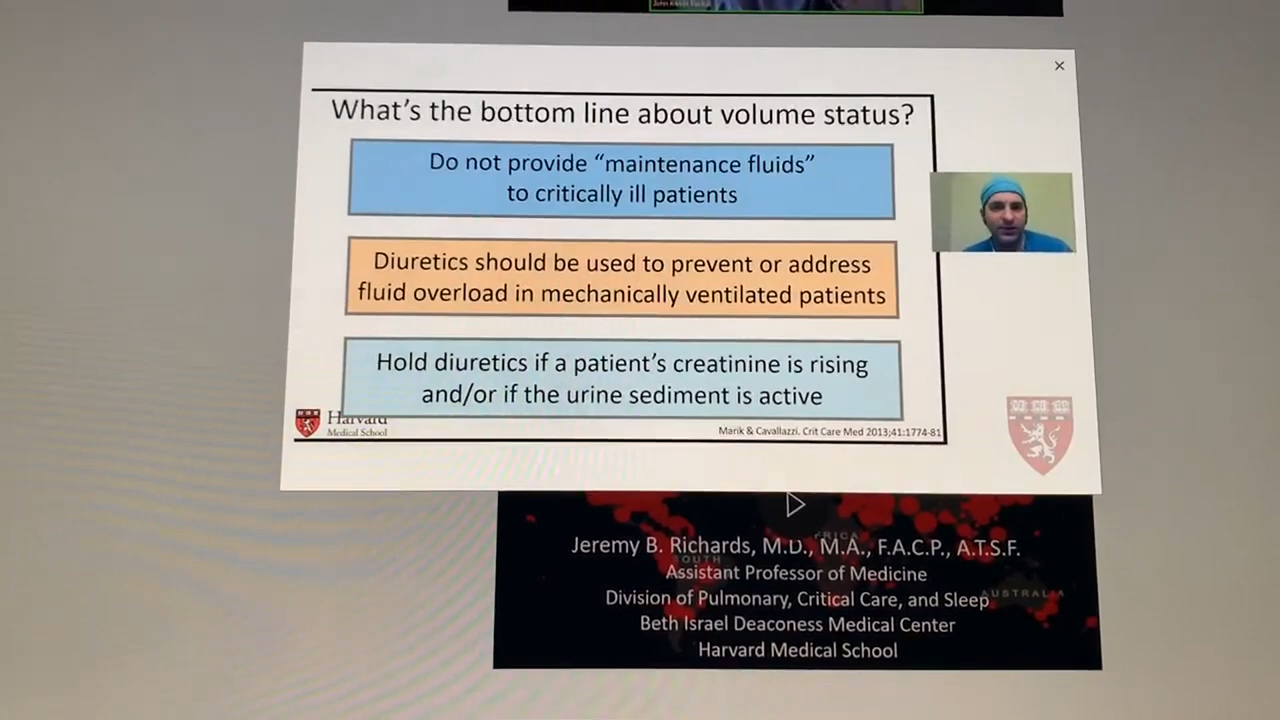 What's the bottom line about volume status?
Do not provide “maintenance fluids”
to critically ill patients
Diuretics should be used to prevent or address
fluid overload in mechanically ventilated patients
Hold diuretics if a patient's creatinine is rising
and/or if the urine sediment is active
Harvard
Medical School
Marik & Cavallazzi. Crit Care Med 2013;41:1774-81
Jeremy B. Richards, M.D., M.A., F.A.C.P., A.T.S.F.
SOUTH
Assistant Professor of Medicine
Division of Pulmonary, Critical Care, and Sleep
AUSTRALIA
Beth Israel Deaconess Medical Center
Harvard Medical School